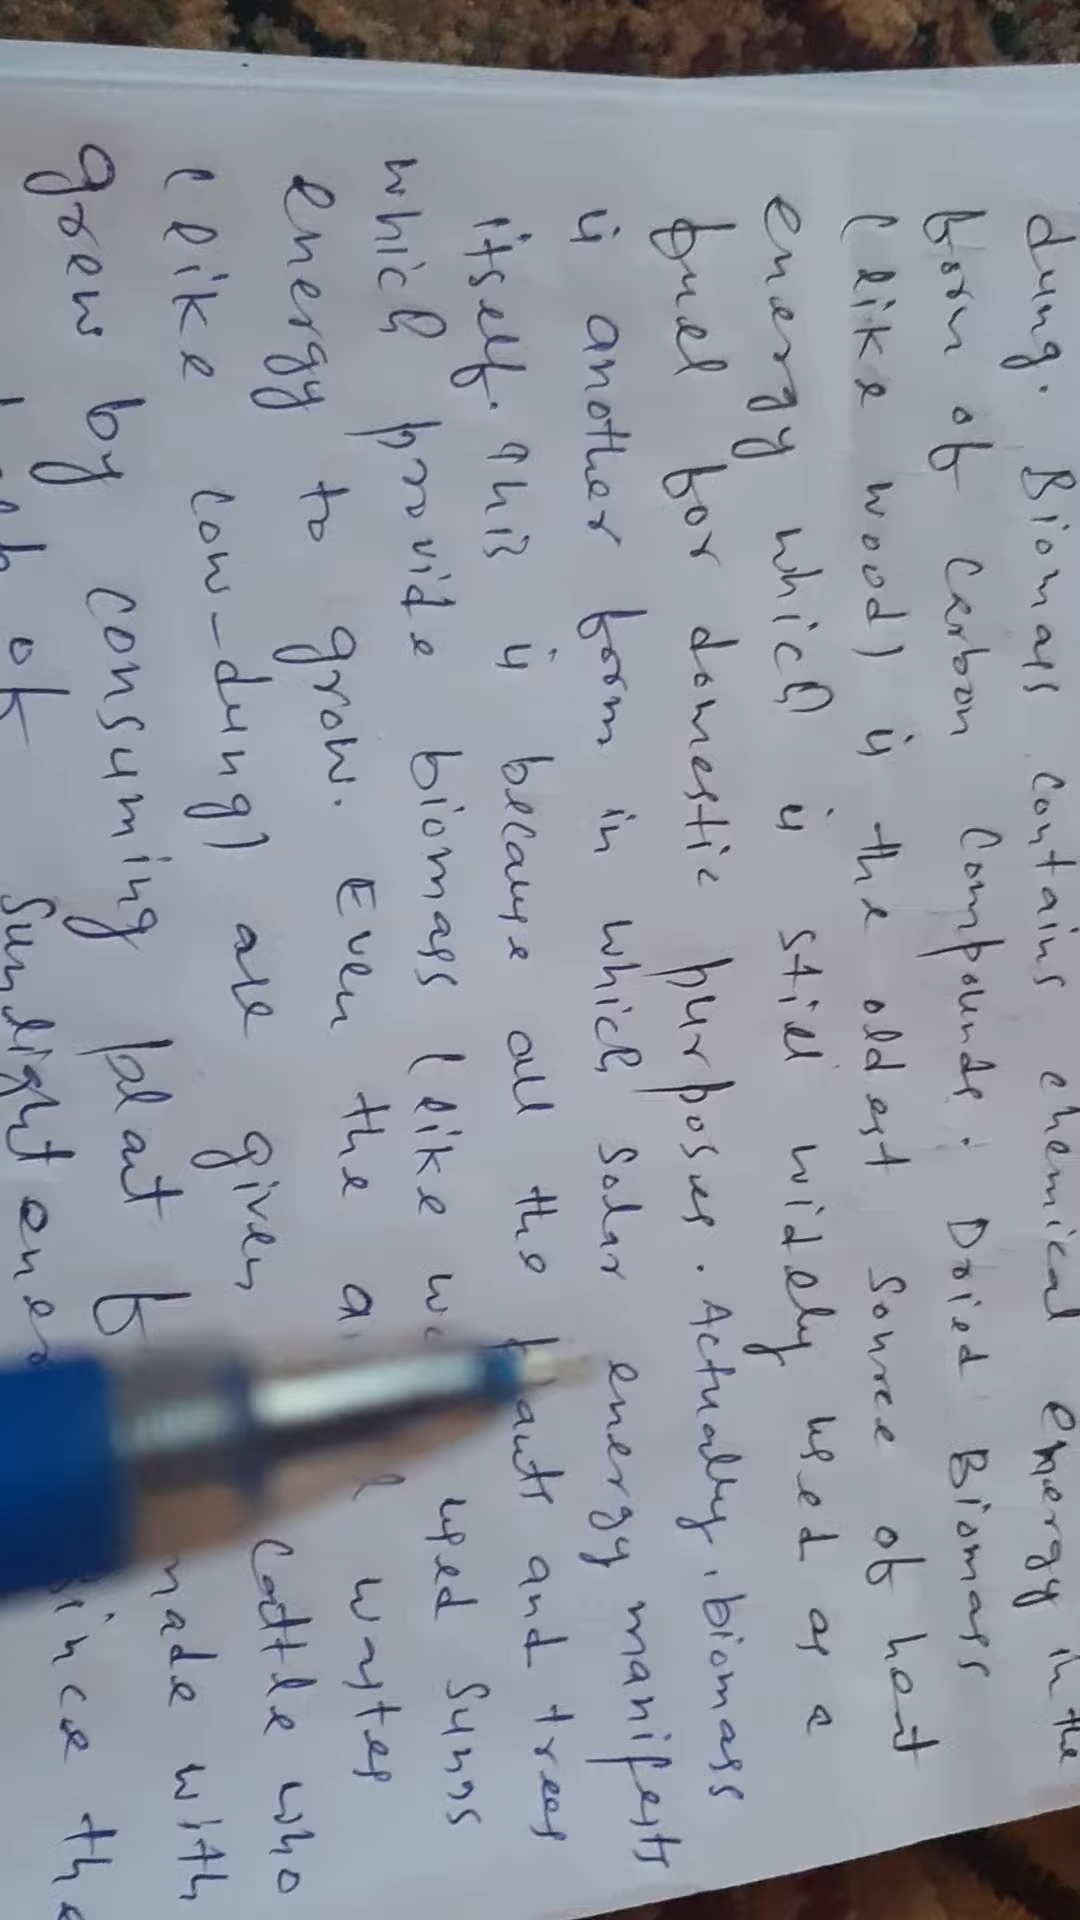 dung. Biomass contains chemical energy in the
form of carbon compounds. Dried Biomass
(like wood) is the oldest source of heat
energy which is still widely used as a
fuel for domestic purposes. Actually, biomass
is another form in which solar energy manifests
itself. This is because all the plants and trees
which provide biomass (like used suns
energy to grow. Even the wastes
(like cow-dung) are given cattle who
grew by consuming plant made with
of sunlight since the